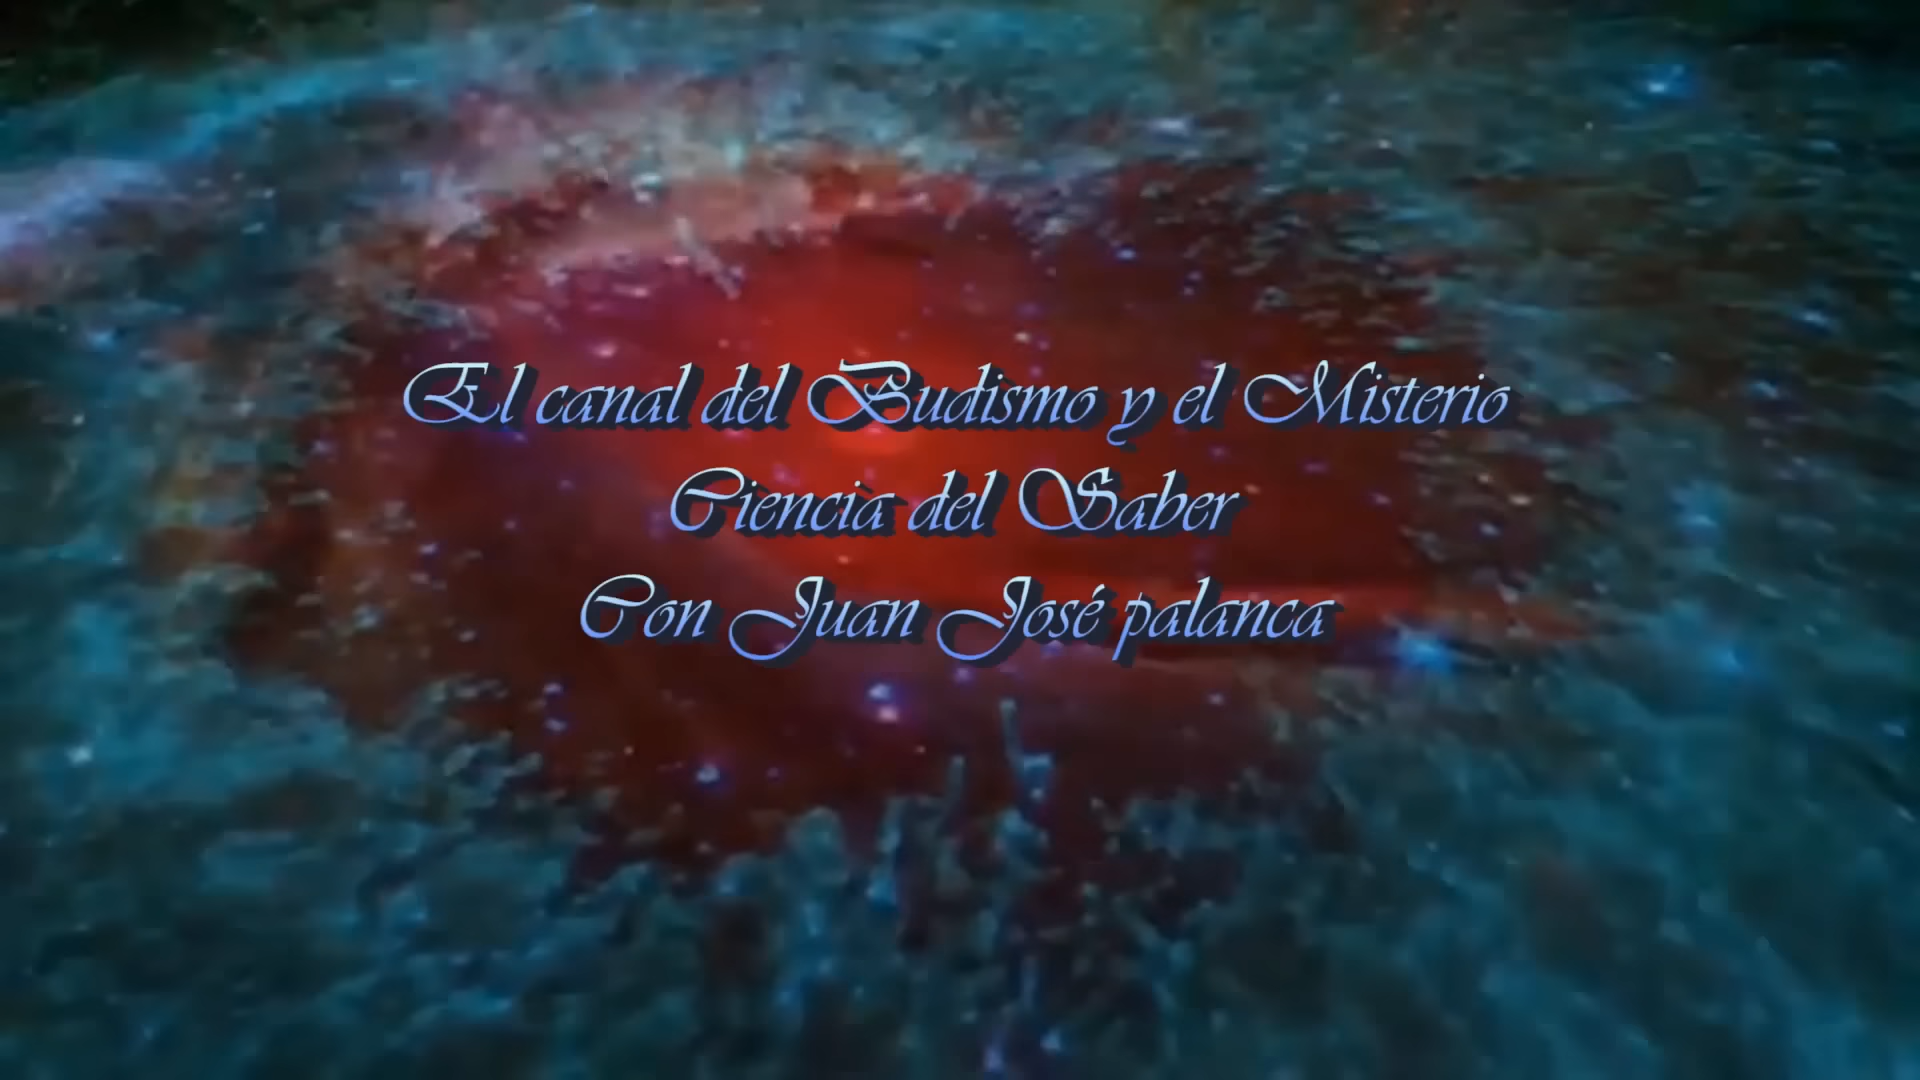 El canal del Budismo y el Misterio
Ciencia del Saber
Con Juan José palanca